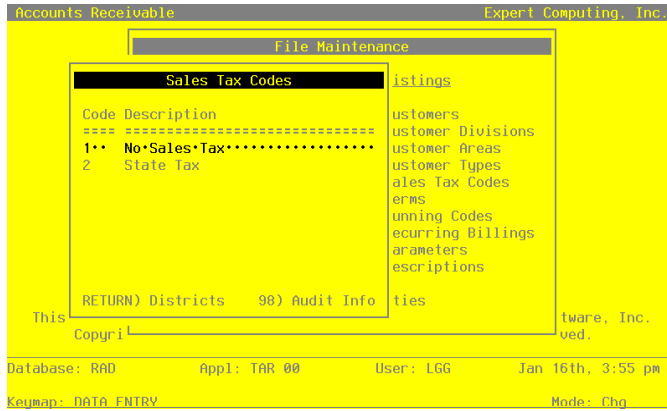 Accounts Receivable Expert Computing, Inc.
File Maintenance
Sales Tax Codes istings
Code Description ustomers
==== ============================== ustomer Divisions
1·· No·Sales·Tax·················· ustomer Areas
2 State Tax ustomer Types
ales Tax Codes
erms
unning Codes
ecurring Billings
arameters
escriptions
RETURN) Districts 98) Audit Info ties
This tware, Inc.
Copyri ved.
Database: RAD Appl: TAR 00 User: LGG Jan 16th, 3:55 pm
Keymap: DATA ENTRY Mode: Chg